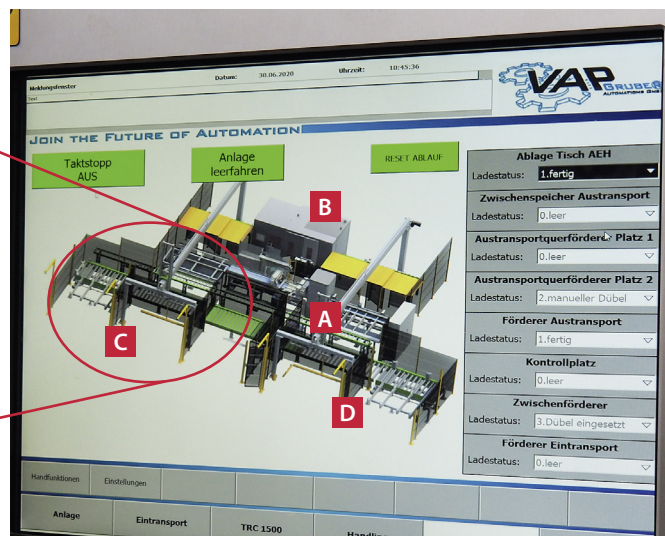 Meldungsfenster
Datum: 30.06.2020 Uhrzeit: 10:45:36
Text
VAP
GRUBER
AUTOMATIONS GMBH
JOIN THE FUTURE OF AUTOMATION
Taktstopp
AUS
Anlage
leerfahren
RESET ABLAUF
Ablage Tisch AEH
Ladestatus: 1.fertig
Zwischenspeicher Austransport
Ladestatus: 0.leer
Austransportquerförderer Platz 1
Ladestatus: 0.leer
Austransportquerförderer Platz 2
Ladestatus: 2.manueller Dübel
Förderer Austransport
Ladestatus: 1.fertig
Kontrollplatz
Ladestatus: 0.leer
Zwischenförderer
Ladestatus: 3.Dübel eingesetzt
Förderer Eintransport
Ladestatus: 0.leer
B
A
C
D
Handfunktionen Einstellungen
Anlage Eintransport TRC 1500